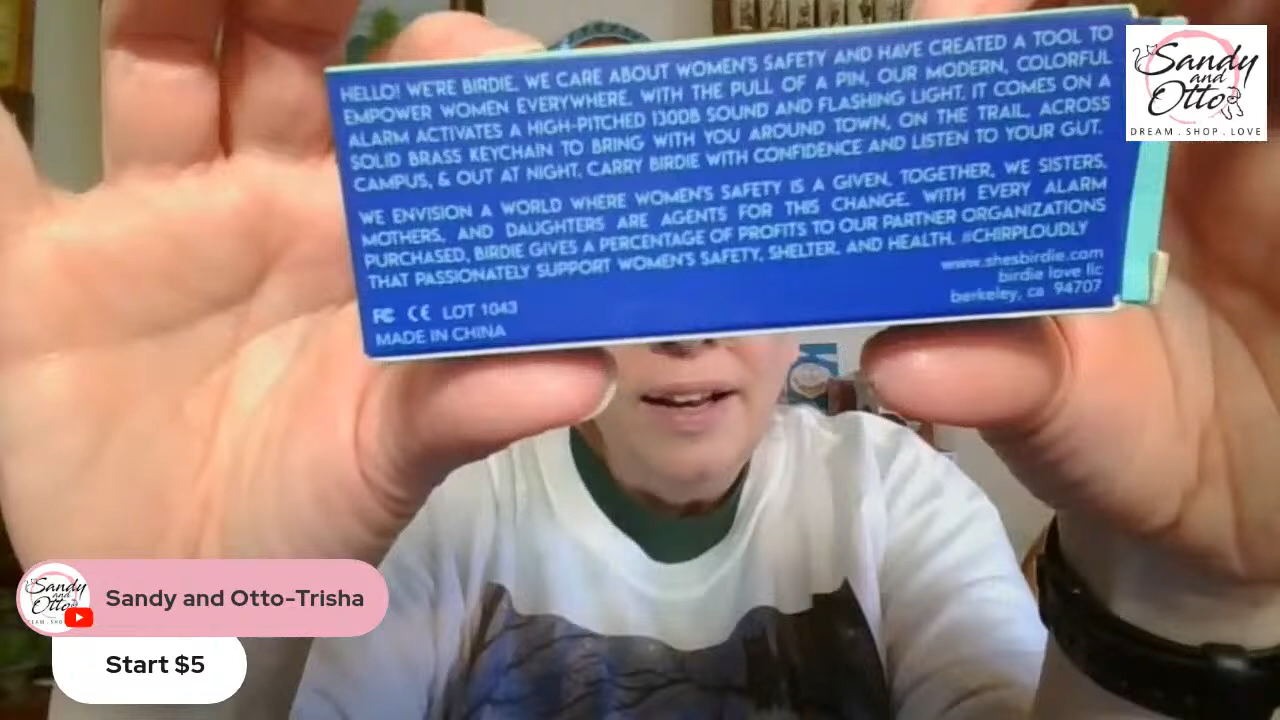 HELLO! WE'RE BIRDIE. WE CARE ABOUT WOMEN'S SAFETY AND HAVE CREATED A TOOL TO
EMPOWER WOMEN EVERYWHERE. WITH THE PULL OF A PIN, OUR MODERN, COLORFUL
ALARM ACTIVATES A HIGH-PITCHED 130DB SOUND AND FLASHING LIGHT. IT COMES ON A
SOLID BRASS KEYCHAIN TO BRING WITH YOU AROUND TOWN, ON THE TRAIL, ACROSS
CAMPUS, & OUT AT NIGHT. CARRY BIRDIE WITH CONFIDENCE AND LISTEN TO YOUR GUT.
WE ENVISION A WORLD WHERE WOMEN'S SAFETY IS A GIVEN. TOGETHER, WE SISTERS,
MOTHERS, AND DAUGHTERS ARE AGENTS FOR THIS CHANGE. WITH EVERY ALARM
PURCHASED, BIRDIE GIVES A PERCENTAGE OF PROFITS TO OUR PARTNER ORGANIZATIONS
THAT PASSIONATELY SUPPORT WOMEN'S SAFETY, SHELTER, AND HEALTH. #CHIRPLOUDLY
www.shesbirdie.com
birdie love llc
berkeley, ca 94707
FC CE LOT 1043
MADE IN CHINA
Sandy
and
Otto
DREAM.SHOP.LOVE
Sandy
and
Otto
Sandy and Otto-Trisha
Start $5